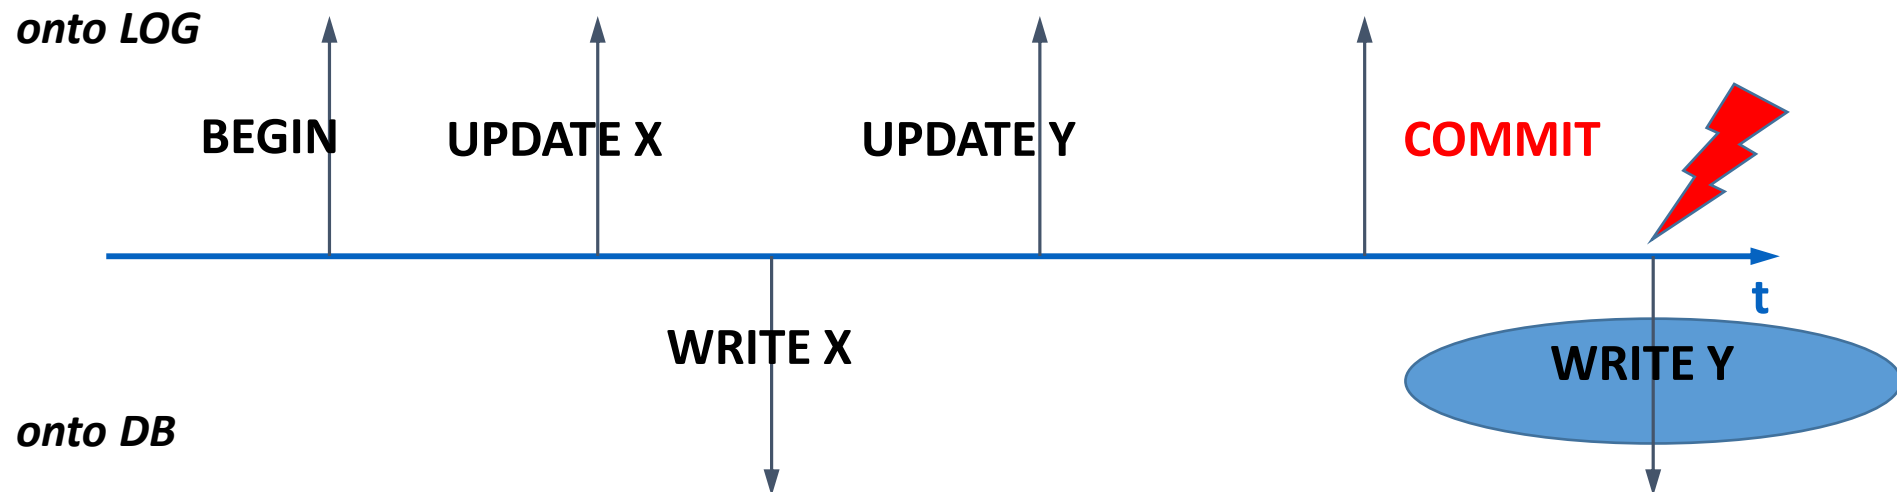 onto LOG
BEGIN
UPDATE X
UPDATE Y
COMMIT
t
WRITE X
WRITE Y
onto DB